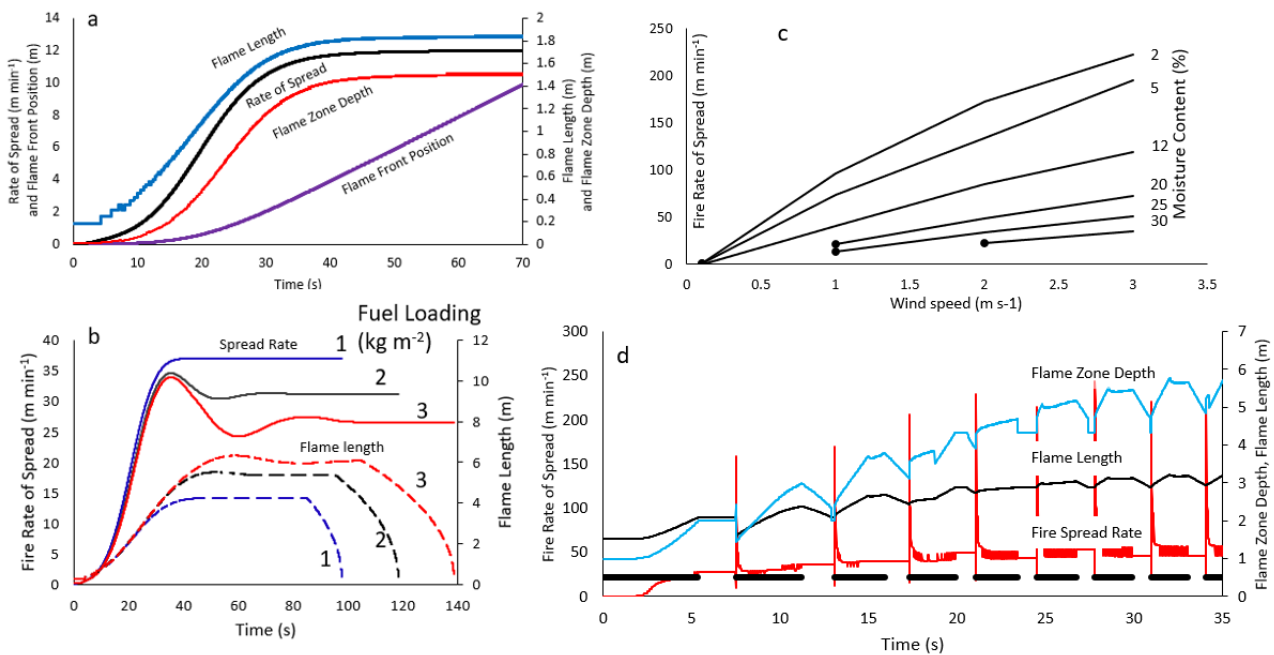 a
14
12
10
8
6
4
2
0
Rate of Spread (m min⁻¹)
and Flame Front Position (m)
2
1.8
1.6
1.4
1.2
1
0.8
0.6
0.4
0.2
0
Flame Length (m)
and Flame Zone Depth (m)
Flame Length
Rate of Spread
Flame Zone Depth
Flame Front Position
0 10 20 30 40 50 60 70
Time (s)
c
250
200
150
100
50
0
Fire Rate of Spread (m min⁻¹)
2
5
12
20
25
30
Moisture Content (%)
0 0.5 1 1.5 2 2.5 3 3.5
Wind speed (m s-1)
b
Fuel Loading
(kg m⁻²)
40
35
30
25
20
15
10
5
0
Fire Rate of Spread (m min⁻¹)
12
10
8
6
4
2
0
Flame Length (m)
Spread Rate
1
2
3
Flame length
3
2
1
0 20 40 60 80 100 120 140
Time (s)
d
300
250
200
150
100
50
0
Fire Rate of Spread (m min⁻¹)
7
6
5
4
3
2
1
0
Flame Zone Depth, Flame Length (m)
Flame Zone Depth
Flame Length
Fire Spread Rate
0 5 10 15 20 25 30 35
Time (s)